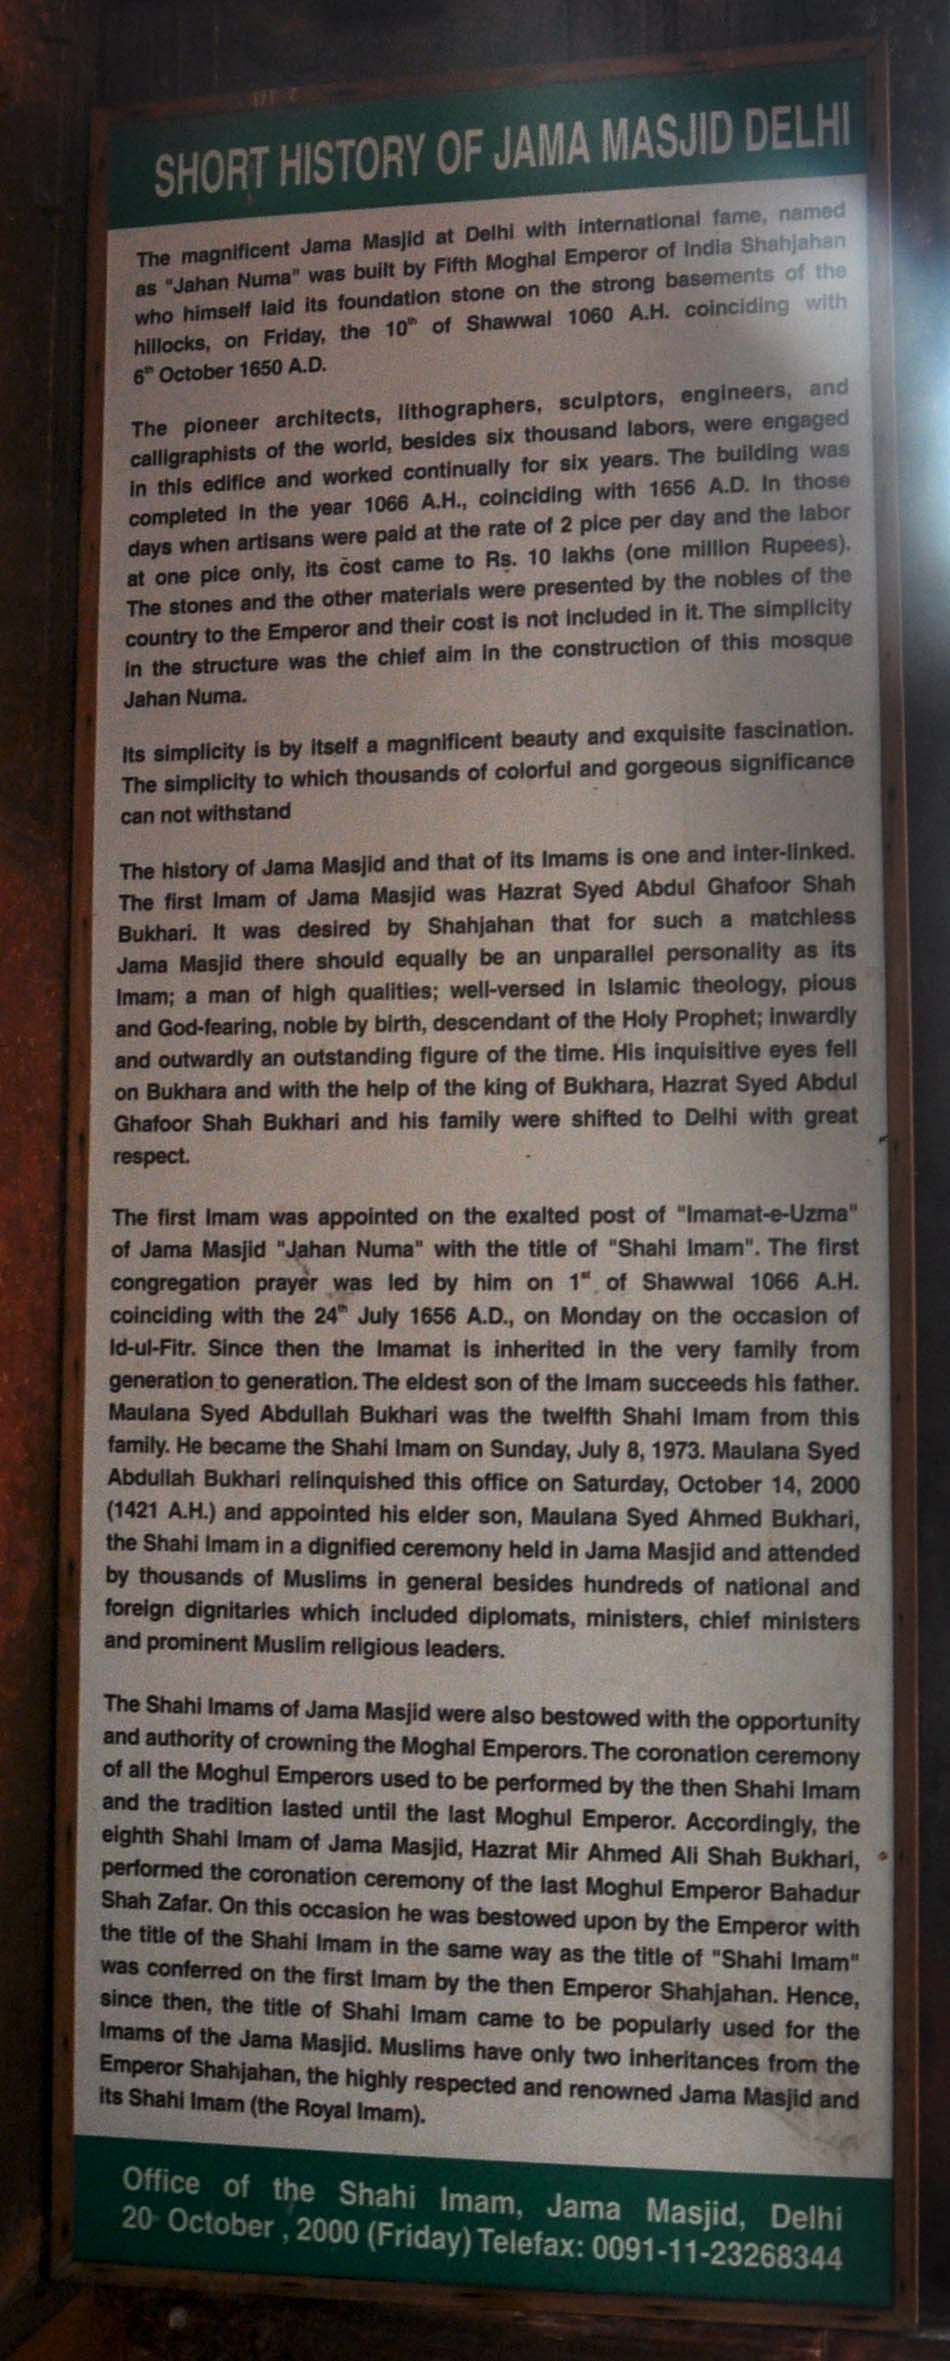 SHORT HISTORY OF JAMA MASJID DELHI
The magnificent Jama Masjid at Delhi with international fame, named
as "Jahan Numa" was built by Fifth Moghal Emperor of India Shahjahan
who himself laid its foundation stone on the strong basements of the
hillocks, on Friday, the 10th of Shawwal 1060 A.H. coinciding with
6th October 1650 A.D.
The pioneer architects, lithographers, sculptors, engineers, and
calligraphists of the world, besides six thousand labors, were engaged
in this edifice and worked continually for six years. The building was
completed in the year 1066 A.H., coinciding with 1656 A.D. In those
days when artisans were paid at the rate of 2 pice per day and the labor
at one pice only, its cost came to Rs. 10 lakhs (one million Rupees).
The stones and the other materials were presented by the nobles of the
country to the Emperor and their cost is not included in it. The simplicity
in the structure was the chief aim in the construction of this mosque
Jahan Numa.
Its simplicity is by itself a magnificent beauty and exquisite fascination.
The simplicity to which thousands of colorful and gorgeous significance
can not withstand
The history of Jama Masjid and that of its Imams is one and inter-linked.
The first Imam of Jama Masjid was Hazrat Syed Abdul Ghafoor Shah
Bukhari. It was desired by Shahjahan that for such a matchless
Jama Masjid there should equally be an unparallel personality as its
Imam; a man of high qualities; well-versed in Islamic theology, pious
and God-fearing, noble by birth, descendant of the Holy Prophet; inwardly
and outwardly an outstanding figure of the time. His inquisitive eyes fell
on Bukhara and with the help of the king of Bukhara, Hazrat Syed Abdul
Ghafoor Shah Bukhari and his family were shifted to Delhi with great
respect.
The first Imam was appointed on the exalted post of "Imamat-e-Uzma"
of Jama Masjid "Jahan Numa" with the title of "Shahi Imam". The first
congregation prayer was led by him on 1st of Shawwal 1066 A.H.
coinciding with the 24th July 1656 A.D., on Monday on the occasion of
Id-ul-Fitr. Since then the Imamat is inherited in the very family from
generation to generation. The eldest son of the Imam succeeds his father.
Maulana Syed Abdullah Bukhari was the twelfth Shahi Imam from this
family. He became the Shahi Imam on Sunday, July 8, 1973. Maulana Syed
Abdullah Bukhari relinquished this office on Saturday, October 14, 2000
(1421 A.H.) and appointed his elder son, Maulana Syed Ahmed Bukhari,
the Shahi Imam in a dignified ceremony held in Jama Masjid and attended
by thousands of Muslims in general besides hundreds of national and
foreign dignitaries which included diplomats, ministers, chief ministers
and prominent Muslim religious leaders.
The Shahi Imams of Jama Masjid were also bestowed with the opportunity
and authority of crowning the Moghal Emperors. The coronation ceremony
of all the Moghul Emperors used to be performed by the then Shahi Imam
and the tradition lasted until the last Moghul Emperor. Accordingly, the
eighth Shahi Imam of Jama Masjid, Hazrat Mir Ahmed Ali Shah Bukhari,
performed the coronation ceremony of the last Moghul Emperor Bahadur
Shah Zafar. On this occasion he was bestowed upon by the Emperor with
the title of the Shahi Imam in the same way as the title of "Shahi Imam"
was conferred on the first Imam by the then Emperor Shahjahan. Hence,
since then, the title of Shahi Imam came to be popularly used for the
Imams of the Jama Masjid. Muslims have only two inheritances from the
Emperor Shahjahan, the highly respected and renowned Jama Masjid and
its Shahi Imam (the Royal Imam).
Office of the Shahi Imam, Jama Masjid, Delhi
20 October , 2000 (Friday) Telefax: 0091-11-23268344